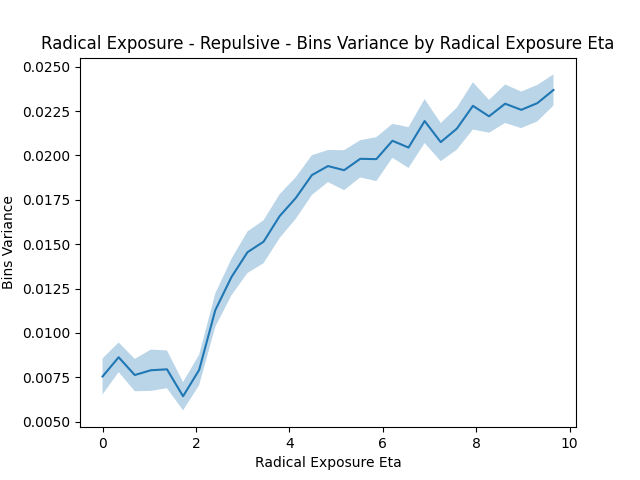 Radical Exposure - Repulsive - Bins Variance by Radical Exposure Eta
0.0250
0.0225
0.0200
0.0175
0.0150
0.0125
0.0100
0.0075
0.0050
Bins Variance
0 2 4 6 8 10
Radical Exposure Eta